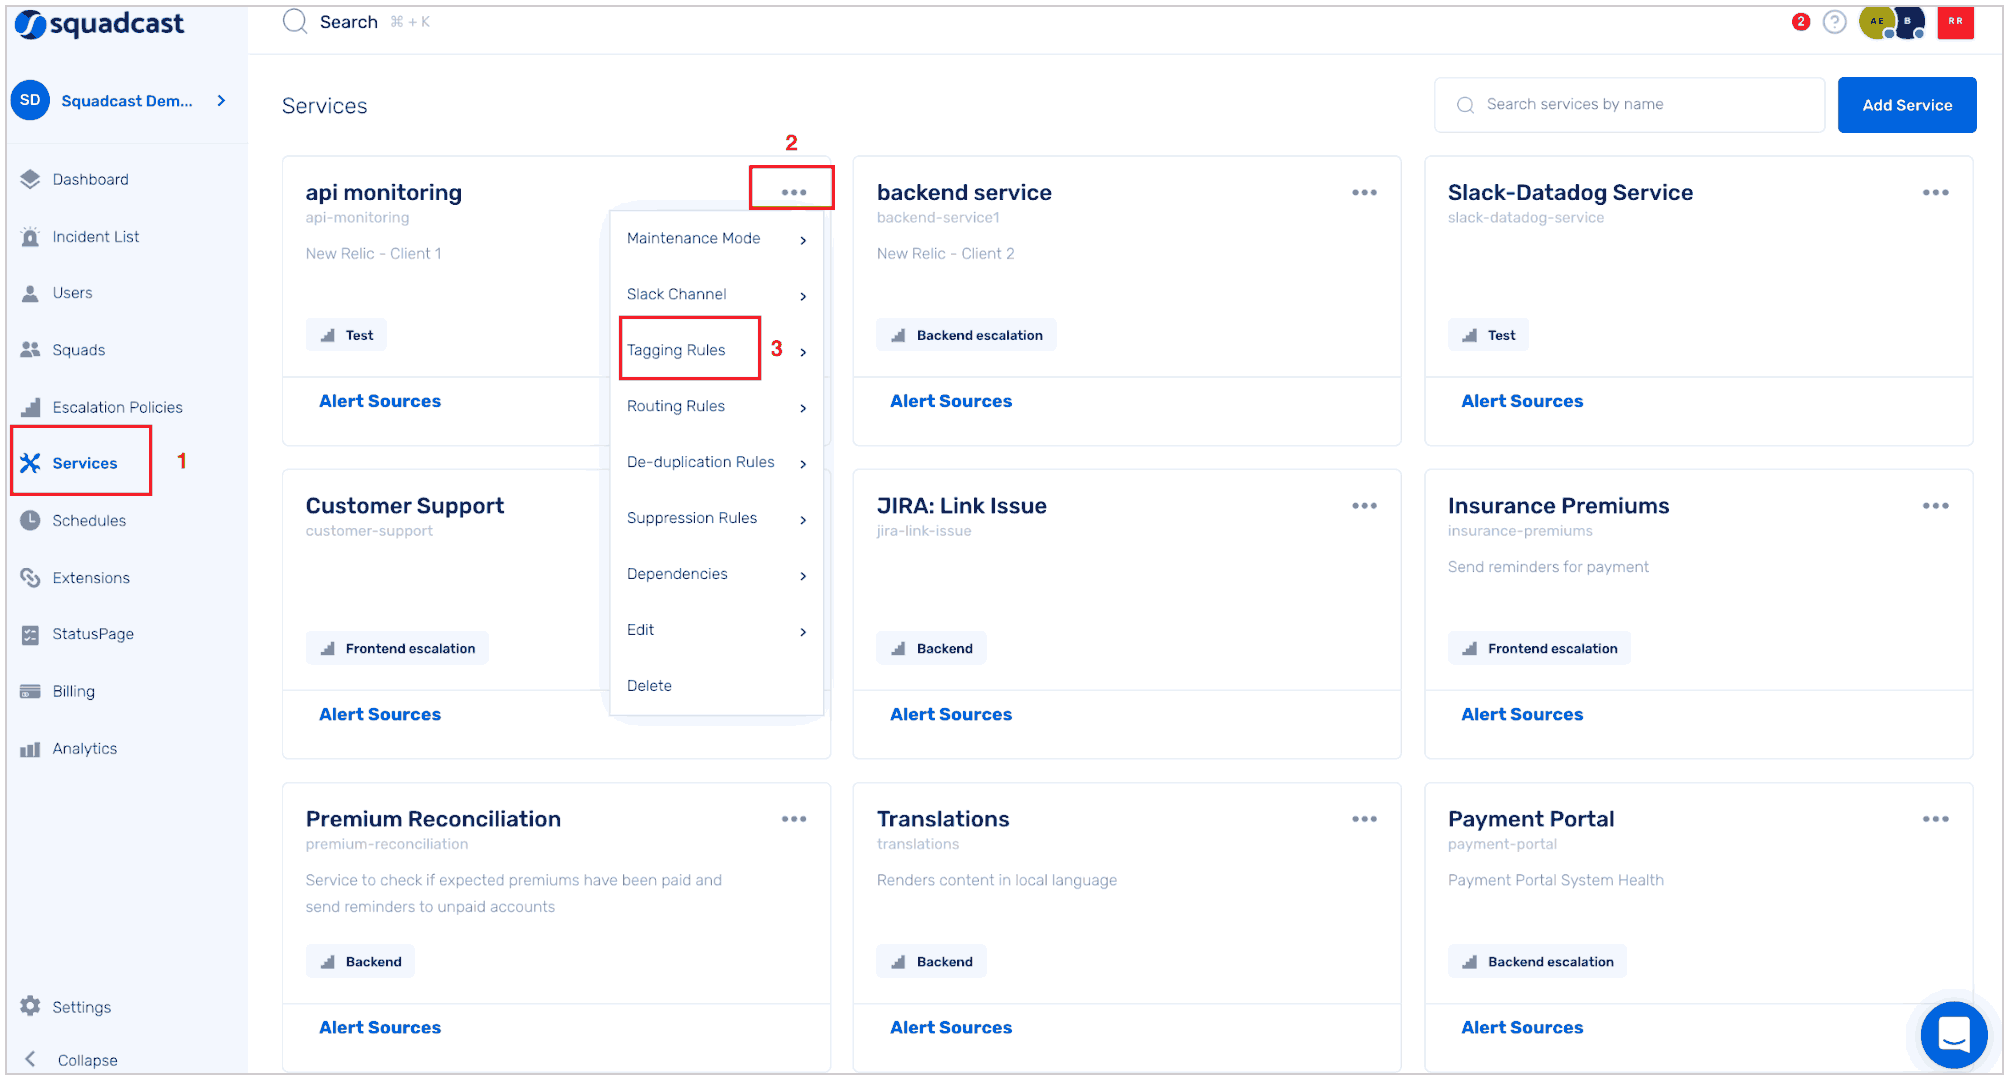 squadcast
Search ⌘ + K
2
?
AE
B
RR
SD Squadcast Dem...
Services
Search services by name
Add Service
Dashboard
Incident List
Users
Squads
Escalation Policies
Services
1
Schedules
Extensions
StatusPage
Billing
Analytics
Settings
Collapse
2
api monitoring
api-monitoring
New Relic - Client 1
Test
Alert Sources
Maintenance Mode
Slack Channel
Tagging Rules
3
Routing Rules
De-duplication Rules
Suppression Rules
Dependencies
Edit
Delete
backend service
backend-service1
New Relic - Client 2
Backend escalation
Alert Sources
Slack-Datadog Service
slack-datadog-service
Test
Alert Sources
Customer Support
customer-support
Frontend escalation
Alert Sources
JIRA: Link Issue
jira-link-issue
Backend
Alert Sources
Insurance Premiums
insurance-premiums
Send reminders for payment
Frontend escalation
Alert Sources
Premium Reconciliation
premium-reconciliation
Service to check if expected premiums have been paid and
send reminders to unpaid accounts
Backend
Alert Sources
Translations
translations
Renders content in local language
Backend
Alert Sources
Payment Portal
payment-portal
Payment Portal System Health
Backend escalation
Alert Sources